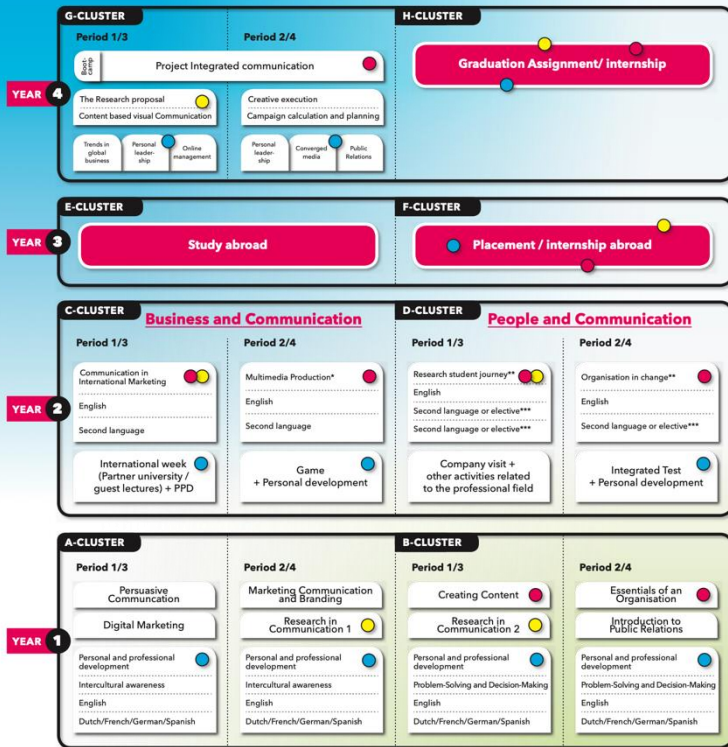 G-CLUSTER
Period 1/3
Period 2/4
Boot-
camp
Project Integrated communication
The Research proposal
Content based visual Communication
Creative execution
Campaign calculation and planning
Trends in
global
business
Personal
leader-
ship
Online
management
Personal
leader-
ship
Converged
media
Public
Relations
H-CLUSTER
Graduation Assignment/ internship
YEAR 4
E-CLUSTER
Study abroad
F-CLUSTER
Placement / internship abroad
YEAR 3
C-CLUSTER
Business and Communication
Period 1/3
Period 2/4
Communication in
International Marketing
English
Second language
Multimedia Production*
English
Second language
International week
(Partner university /
guest lectures) + PPD
Game
+ Personal development
D-CLUSTER
People and Communication
Period 1/3
Period 2/4
Research student journey**
English
Second language or elective***
Second language or elective***
Organisation in change**
English
Second language or elective***
Company visit +
other activities related
to the professional field
Integrated Test
+ Personal development
YEAR 2
A-CLUSTER
Period 1/3
Period 2/4
Persuasive
Communcation
Digital Marketing
Personal and professional
development
Intercultural awareness
English
Dutch/French/German/Spanish
Marketing Communication
and Branding
Research in
Communication 1
Personal and professional
development
Intercultural awareness
English
Dutch/French/German/Spanish
B-CLUSTER
Period 1/3
Period 2/4
Creating Content
Research in
Communication 2
Personal and professional
development
Problem-Solving and Decision-Making
English
Dutch/French/German/Spanish
Essentials of an
Organisation
Introduction to
Public Relations
Personal and professional
development
Problem-Solving and Decision-Making
English
Dutch/French/German/Spanish
YEAR 1